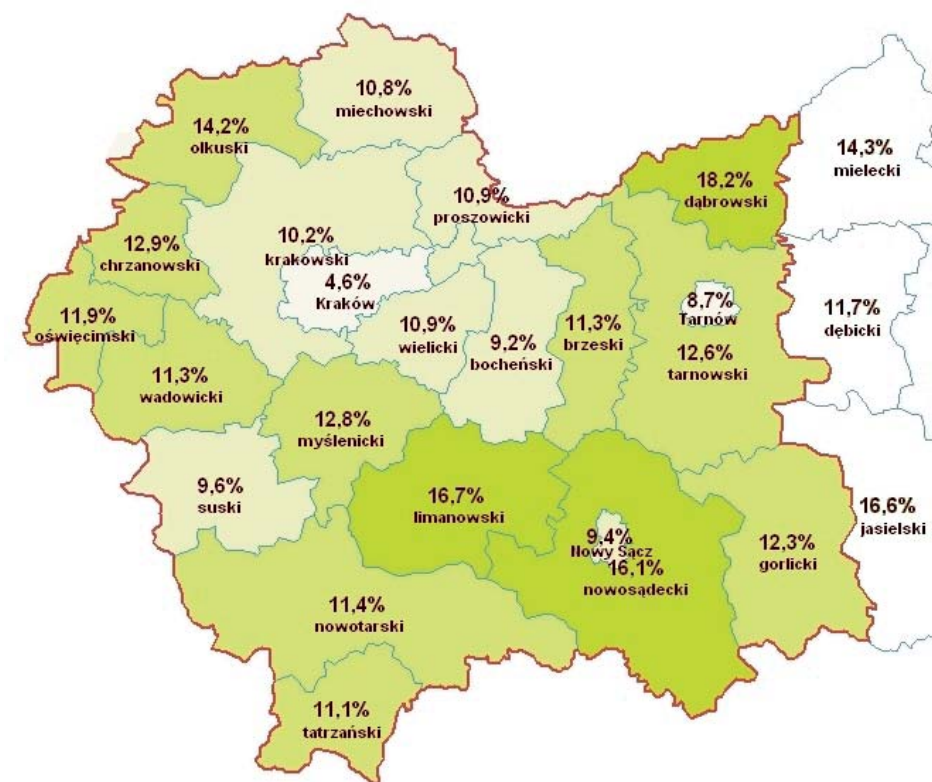 10,8%
miechowski
14,2%
olkuski
14,3%
mielecki
18,2%
dąbrowski
10,9%
proszowicki
12,9%
chrzanowski
10,2%
krakowski
4,6%
Kraków
8,7%
Tarnów
11,9%
oświęcimski
10,9%
wielicki
9,2%
bocheński
11,3%
brzeski
11,7%
dębicki
12,6%
tarnowski
11,3%
wadowicki
12,8%
myślenicki
9,6%
suski
16,7%
limanowski
16,6%
jasielski
9,4%
Nowy Sącz
16,1%
nowosądecki
12,3%
gorlicki
11,4%
nowotarski
11,1%
tatrzański